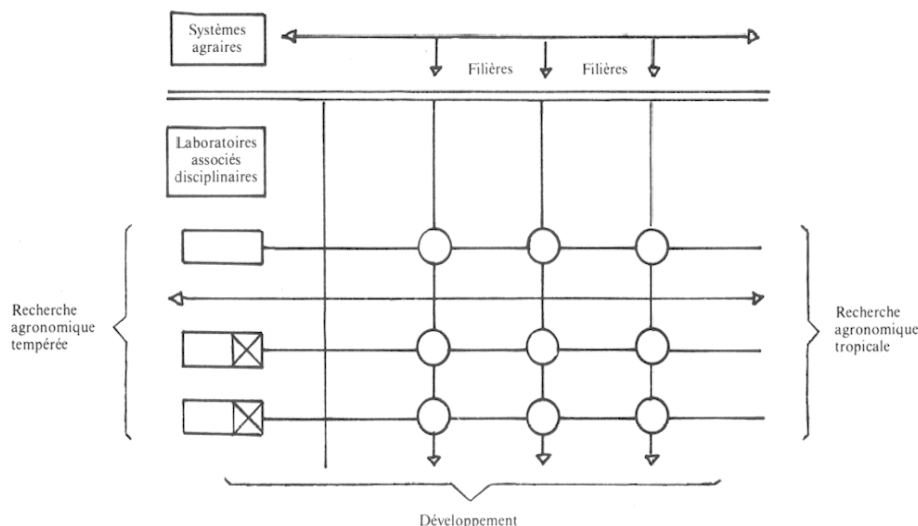 Systèmes
agraires
Filières
Filières
Laboratoires
associés
disciplinaires
Recherche
agronomique
tempérée
Recherche
agronomique
tropicale
Développement